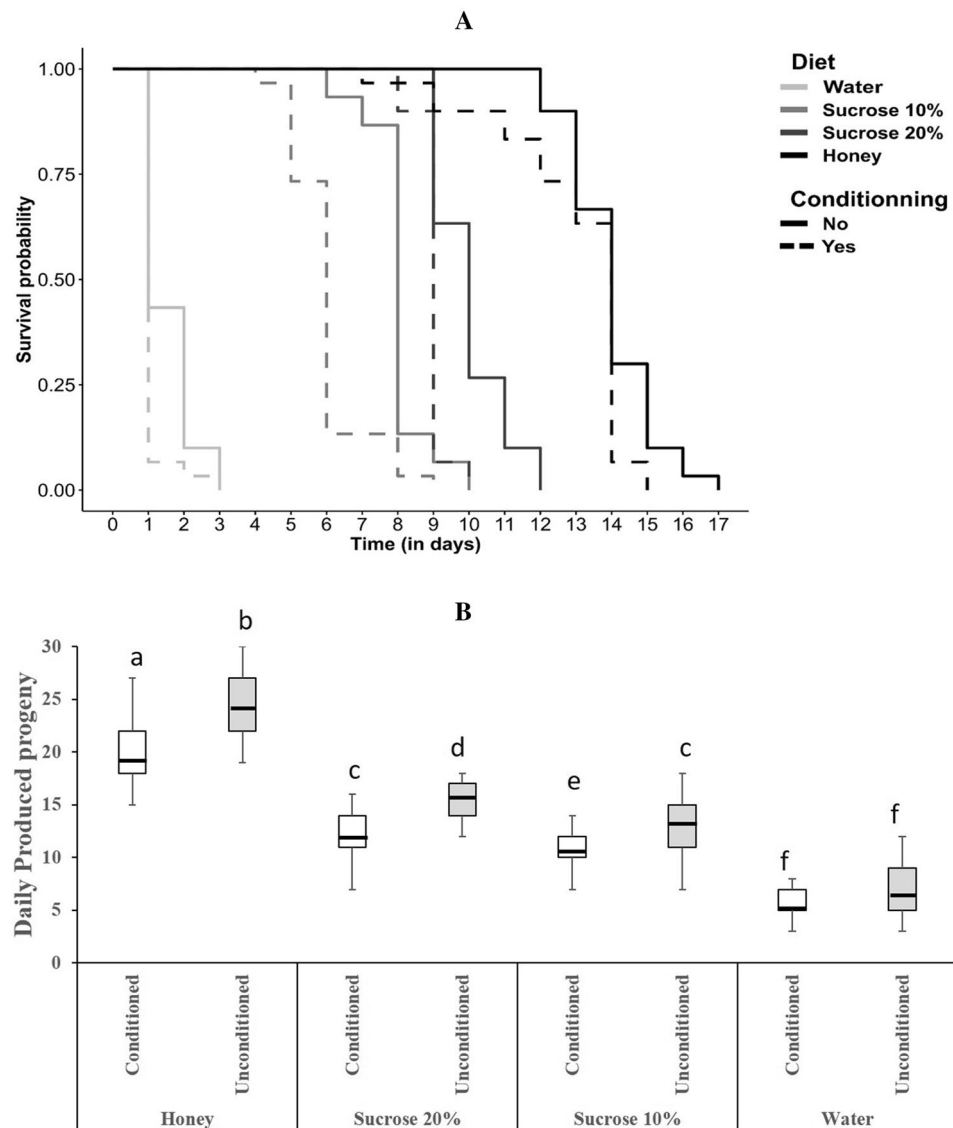 A
Survival probability
1.00
0.75
0.50
0.25
0.00
0 1 2 3 4 5 6 7 8 9 10 11 12 13 14 15 16 17
Time (in days)
Diet
Water
Sucrose 10%
Sucrose 20%
Honey
Conditionning
No
Yes
B
Daily Produced progeny
30
25
20
15
10
5
0
a
b
c
d
e
c
f
f
Conditioned
Unconditioned
Conditioned
Unconditioned
Conditioned
Unconditioned
Conditioned
Unconditioned
Honey
Sucrose 20%
Sucrose 10%
Water